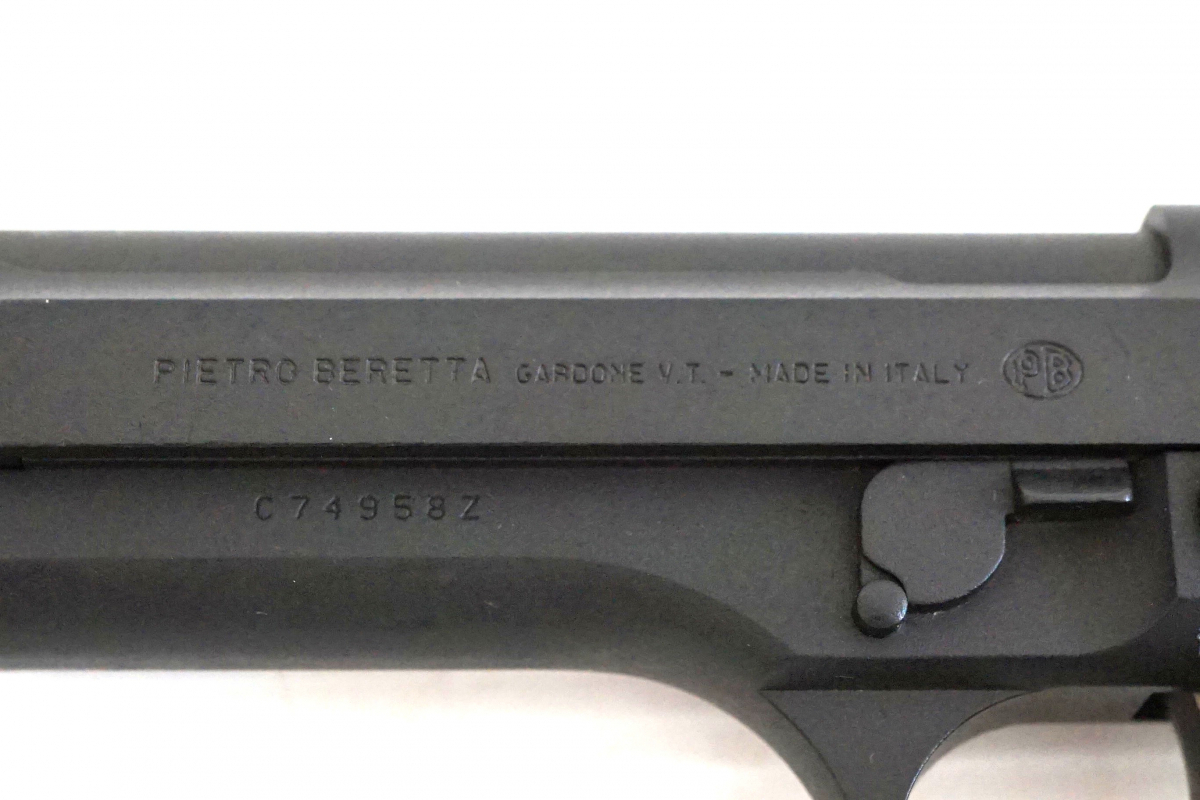 PIETRO BERETTA GARDONE V.T. - MADE IN ITALY PB
C74958Z